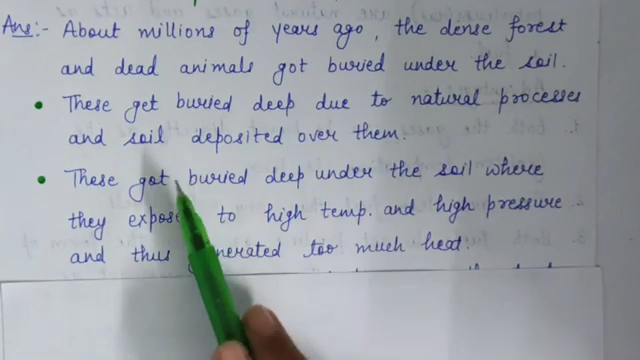 Ans:- About millions of years ago, the dense forest
and dead animals got buried under the soil.
• These get buried deep due to natural processes
and soil deposited over them.
• These got buried deep under the soil where
they expose to high temp. and high pressure
and thus generated too much heat.